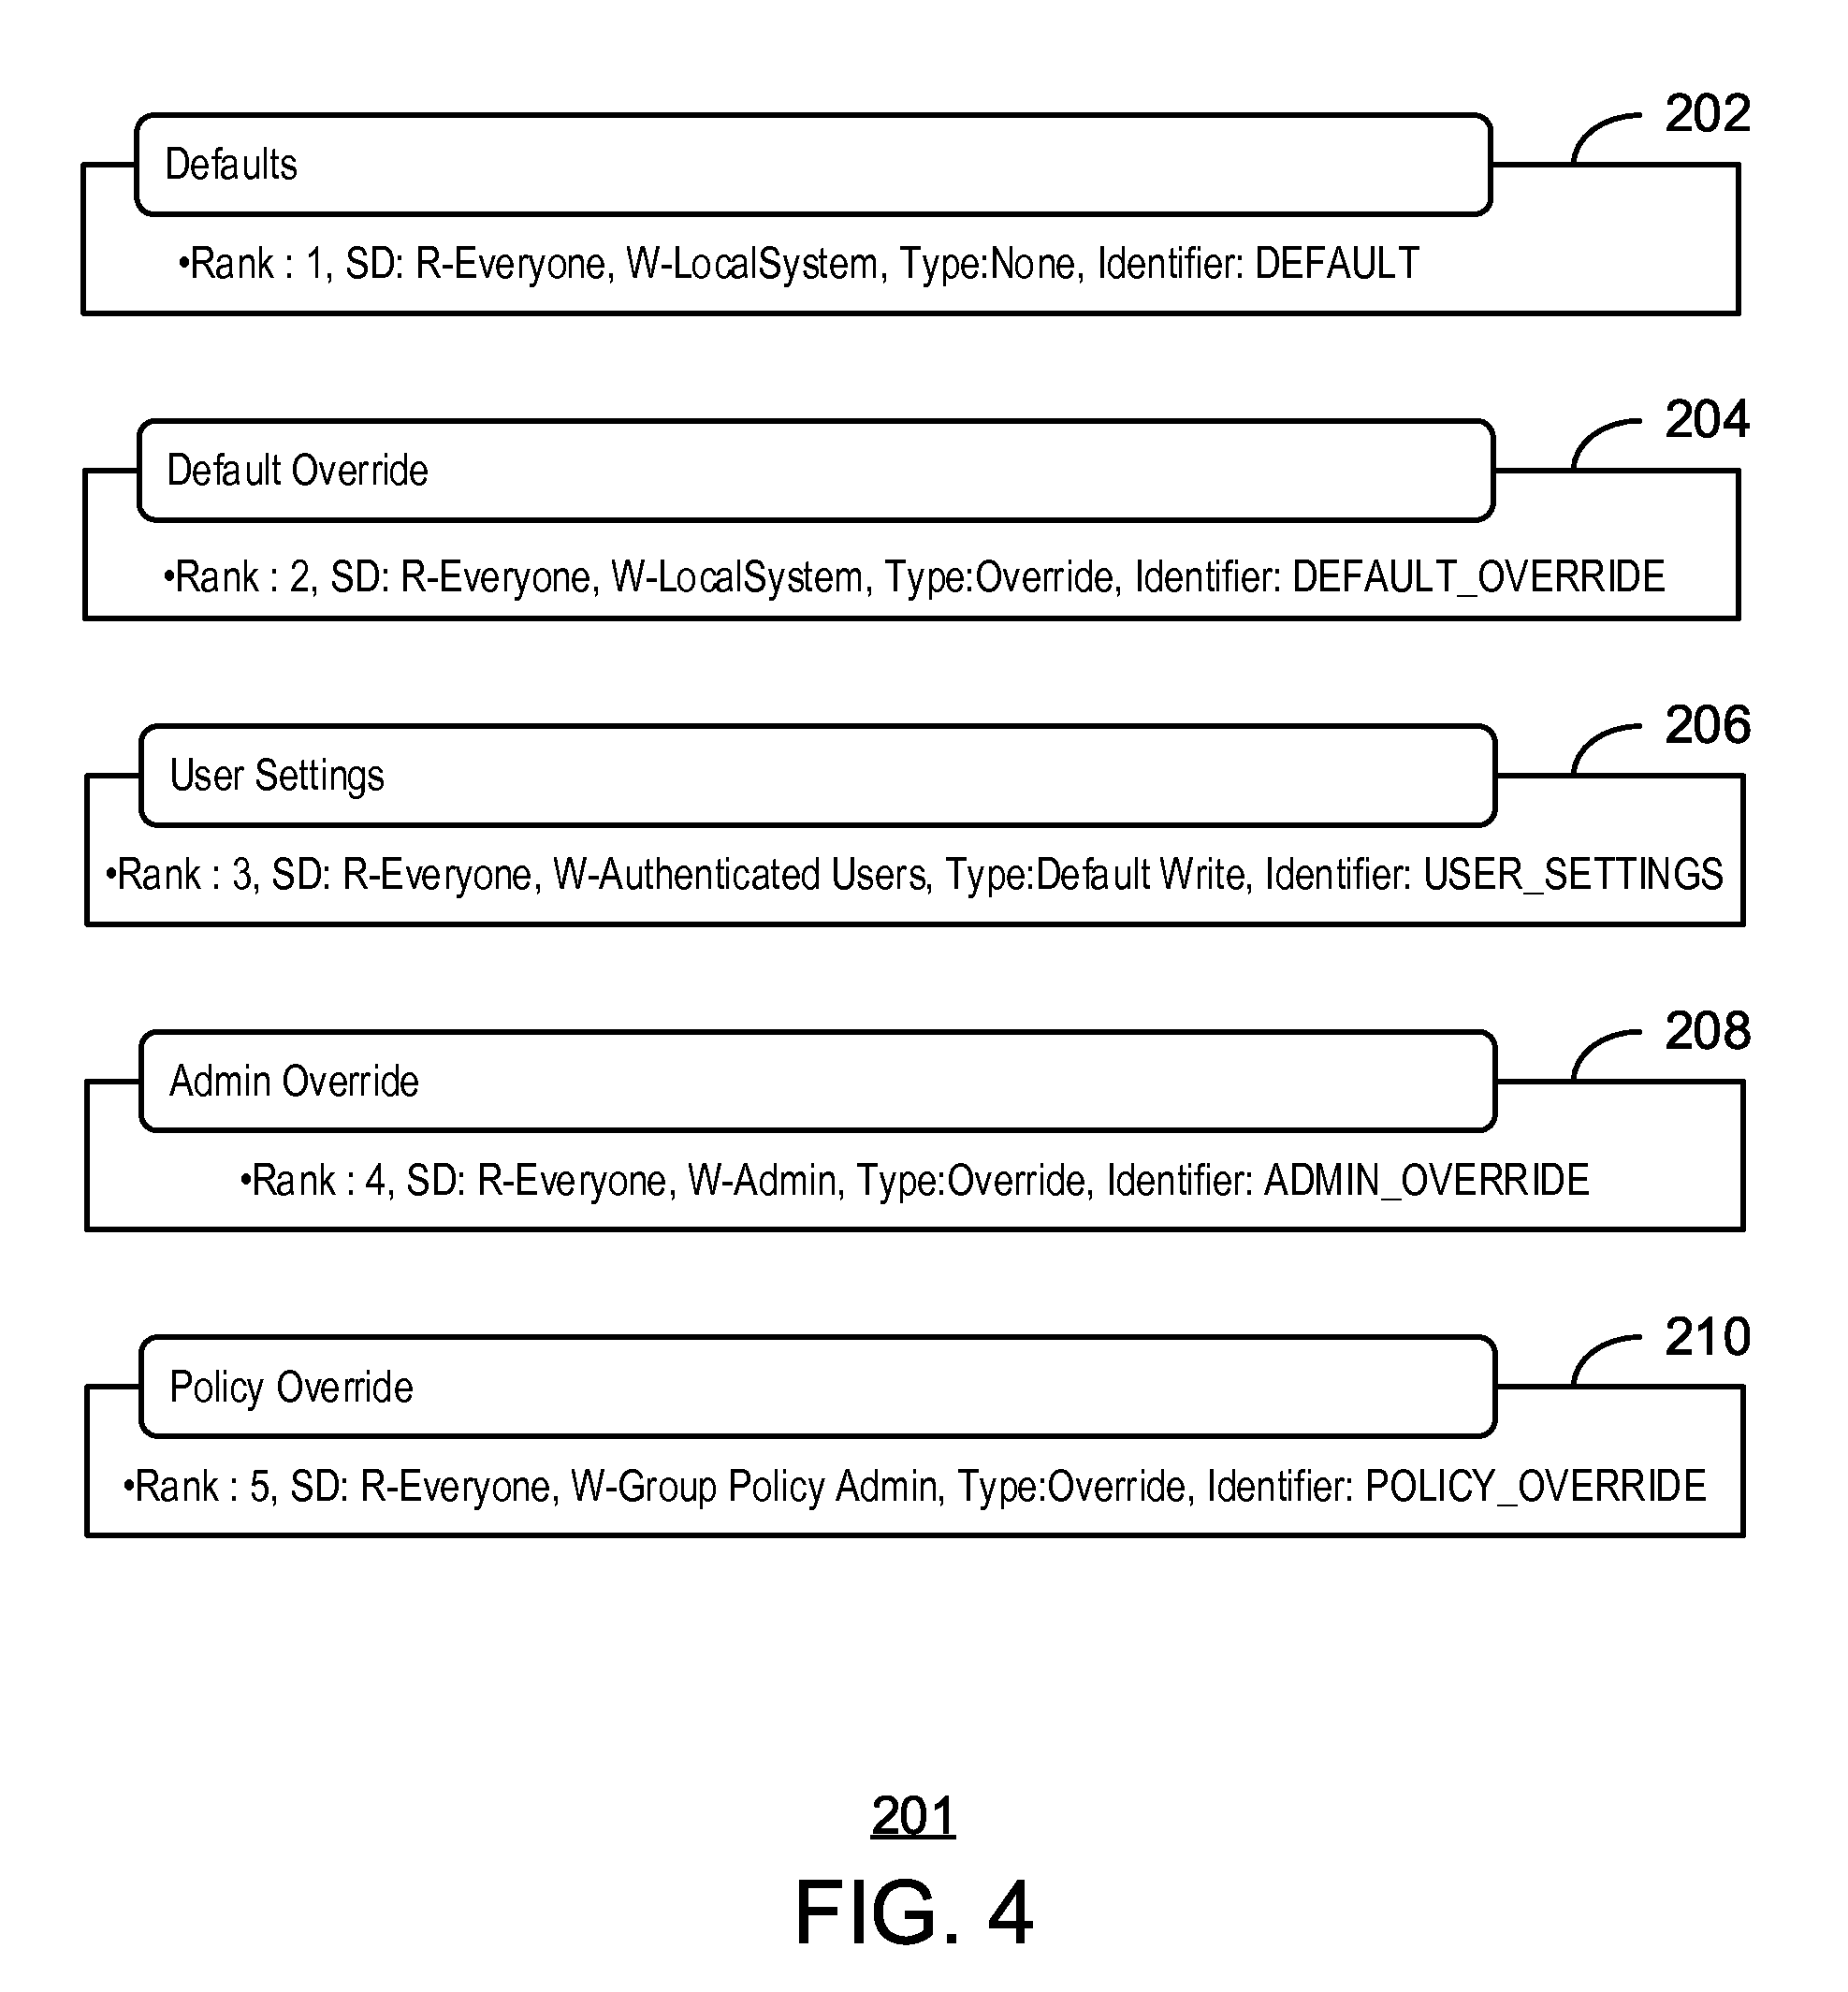 202
Defaults
•Rank : 1, SD: R-Everyone, W-LocalSystem, Type:None, Identifier: DEFAULT
204
Default Override
•Rank : 2, SD: R-Everyone, W-LocalSystem, Type:Override, Identifier: DEFAULT_OVERRIDE
206
User Settings
•Rank : 3, SD: R-Everyone, W-Authenticated Users, Type:Default Write, Identifier: USER_SETTINGS
208
Admin Override
•Rank : 4, SD: R-Everyone, W-Admin, Type:Override, Identifier: ADMIN_OVERRIDE
210
Policy Override
•Rank : 5, SD: R-Everyone, W-Group Policy Admin, Type:Override, Identifier: POLICY_OVERRIDE
201
FIG. 4